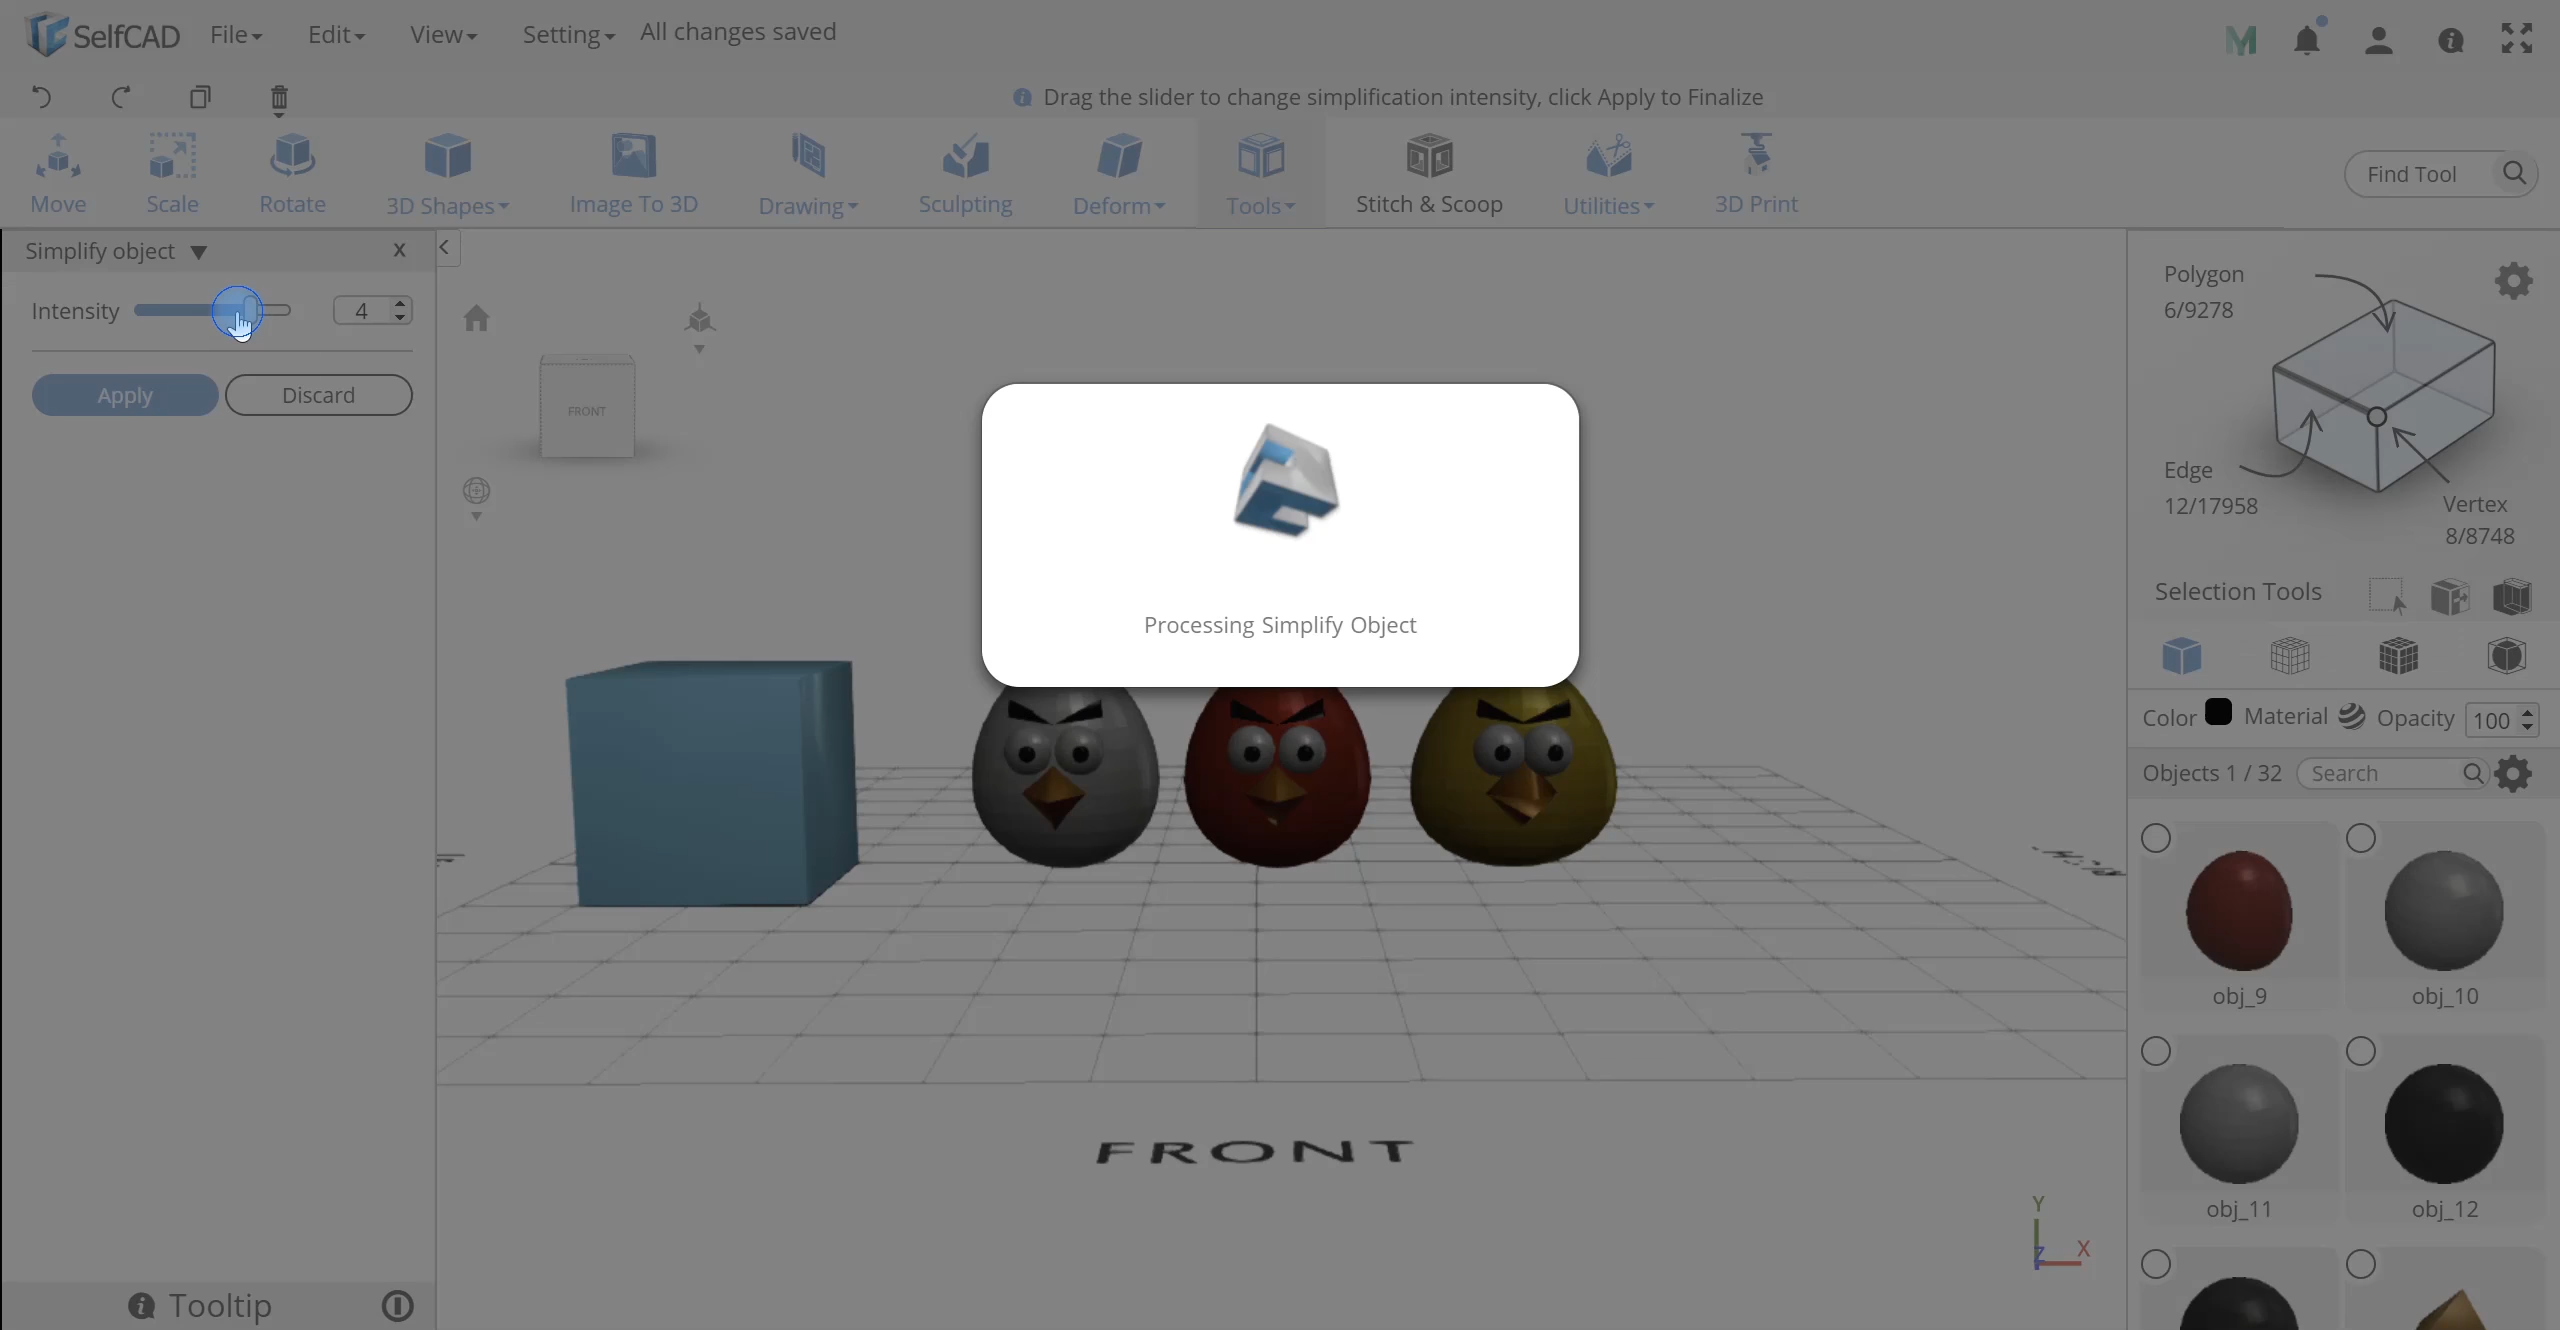 SelfCAD File Edit View Setting All changes saved
Drag the slider to change simplification intensity, click Apply to Finalize
Move Scale Rotate 3D Shapes Image To 3D Drawing Sculpting Deform Tools Stitch & Scoop Utilities 3D Print Find Tool
Simplify object X
Intensity 4
Apply Discard
FRONT
Processing Simplify Object
FRONT
Y
X
Z
Polygon
6/9278
Edge
12/17958
Vertex
8/8748
Selection Tools
Color Material Opacity 100
Objects 1 / 32 Search
obj_9 obj_10
obj_11 obj_12
Tooltip